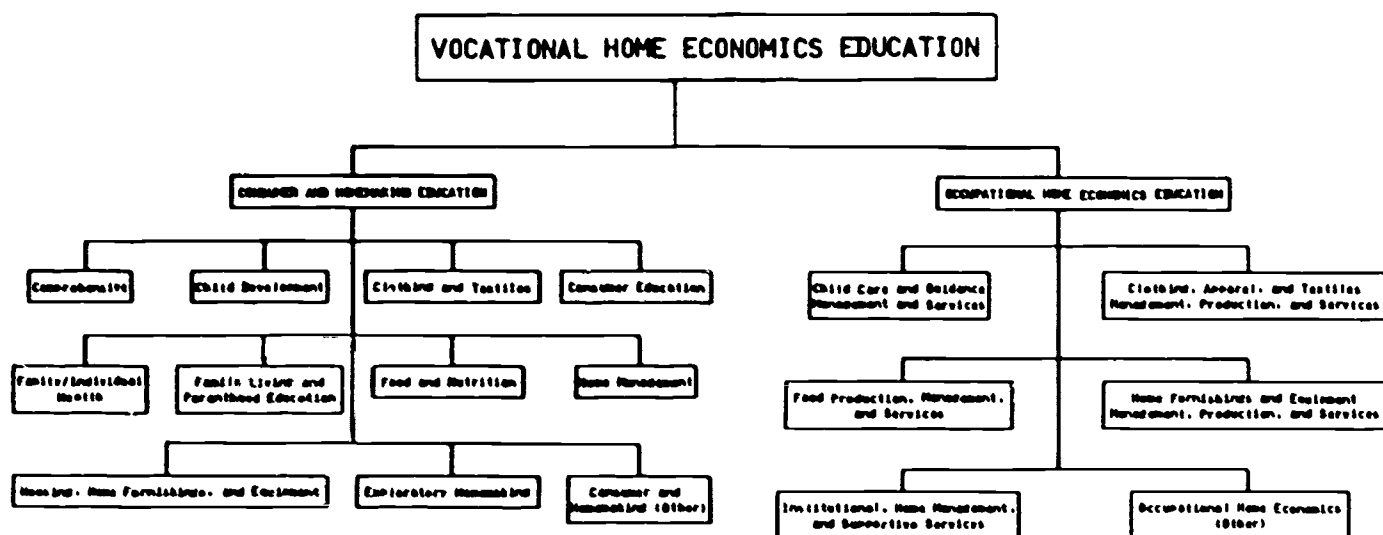 VOCATIONAL HOME ECONOMICS EDUCATION
CONSUMER AND HOMEMAKING EDUCATION
OCCUPATIONAL HOME ECONOMICS EDUCATION
Comprehensive
Child Development
Clothing and Textiles
Consumer Education
Child Care and Guidance
Management and Services
Clothing, Apparel, and Textiles
Management, Production, and Services
Family/Individual
Health
Family Living and
Parenthood Education
Food and Nutrition
Home Management
Food Production, Management,
and Services
Home Furnishings and Equipment
Management, Production, and Services
Housing, Home Furnishings, and Equipment
Exploratory Homemaking
Consumer and
Homemaking (Other)
Institutional, Home Management,
and Supportive Services
Occupational Home Economics
(Other)